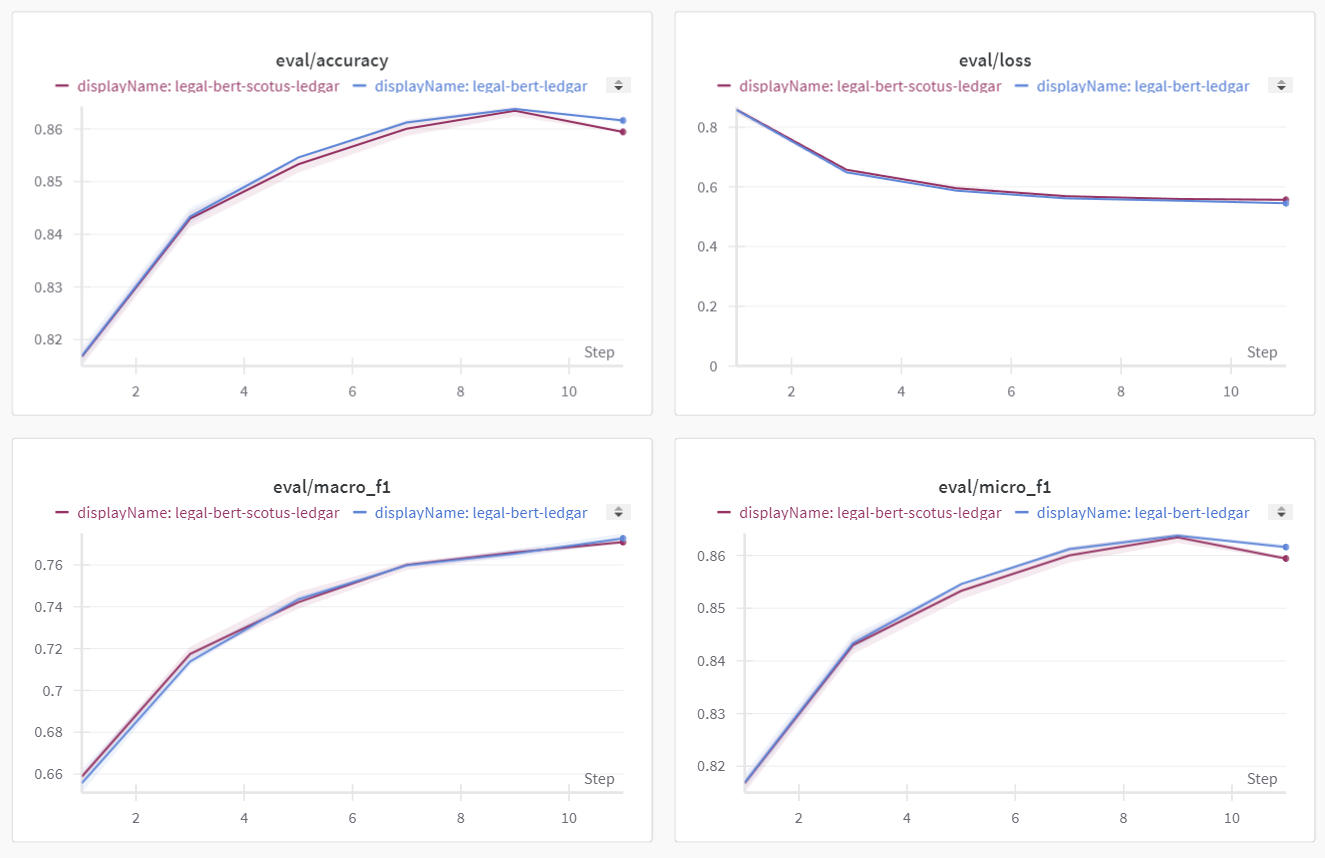 eval/accuracy
displayName: legal-bert-scotus-ledgar displayName: legal-bert-ledgar
0.86
0.85
0.84
0.83
0.82
Step
2 4 6 8 10
eval/loss
displayName: legal-bert-scotus-ledgar displayName: legal-bert-ledgar
0.8
0.6
0.4
0.2
0
Step
2 4 6 8 10
eval/macro_f1
displayName: legal-bert-scotus-ledgar displayName: legal-bert-ledgar
0.76
0.74
0.72
0.7
0.68
0.66
Step
2 4 6 8 10
eval/micro_f1
displayName: legal-bert-scotus-ledgar displayName: legal-bert-ledgar
0.86
0.85
0.84
0.83
0.82
Step
2 4 6 8 10